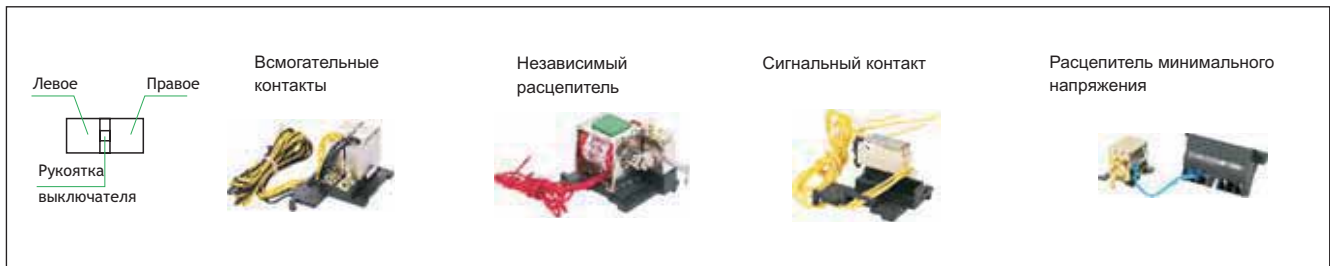 Левое
Правое
Рукоятка
выключателя
Всмогательные
контакты
Независимый
расцепитель
Сигнальный контакт
Расцепитель минимального
напряжения